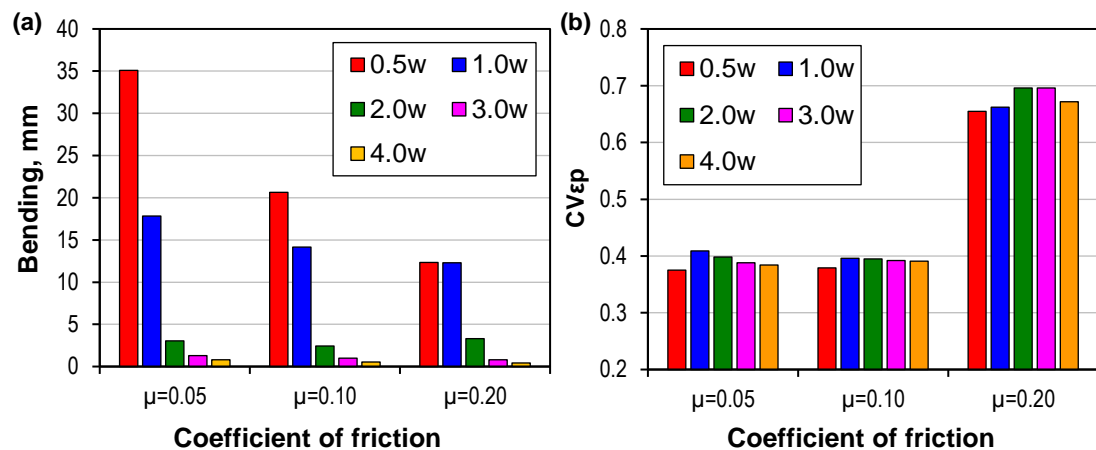 (a)
40
35
30
25
20
15
10
5
0
Bending, mm
0.5w 1.0w
2.0w 3.0w
4.0w
μ=0.05 μ=0.10 μ=0.20
Coefficient of friction
(b)
0.8
0.7
0.6
0.5
0.4
0.3
0.2
CVεp
0.5w 1.0w
2.0w 3.0w
4.0w
μ=0.05 μ=0.10 μ=0.20
Coefficient of friction